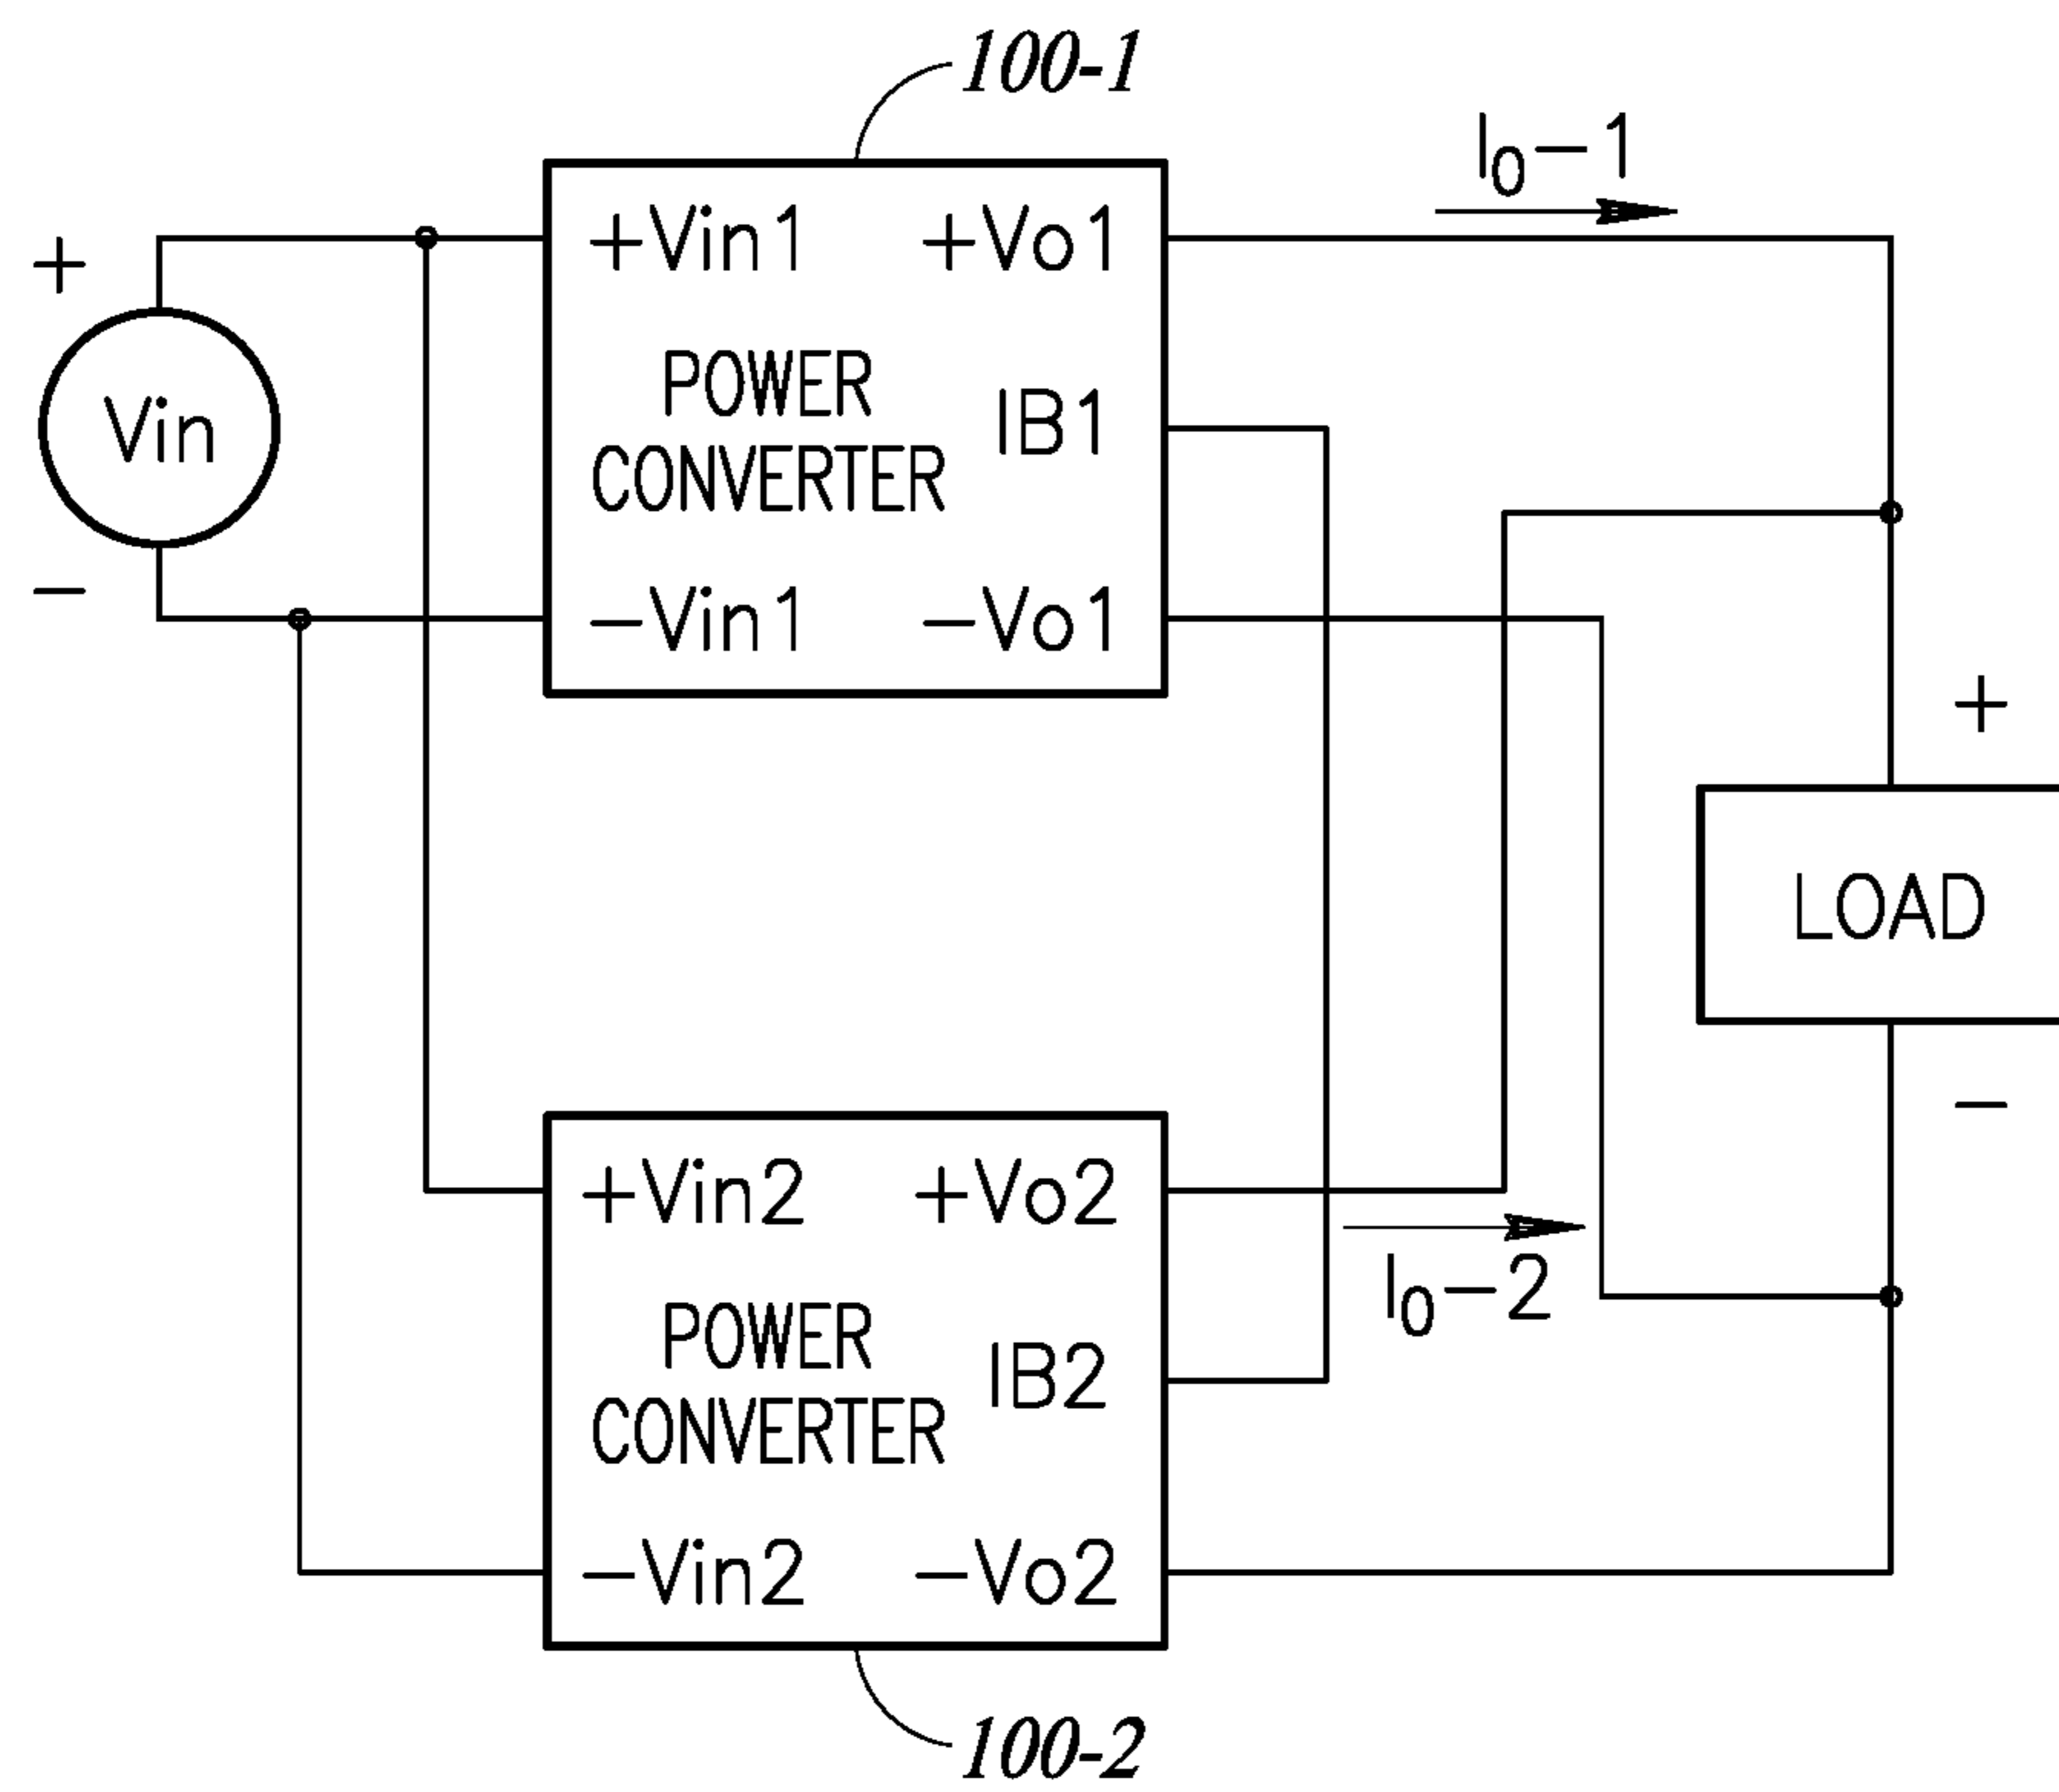 100-1
I0-1
+Vin1 +Vo1
+
Vin
-
POWER
CONVERTER
IB1
-Vin1 -Vo1
+
LOAD
-
+Vin2 +Vo2
I0-2
POWER
CONVERTER
IB2
-Vin2 -Vo2
100-2